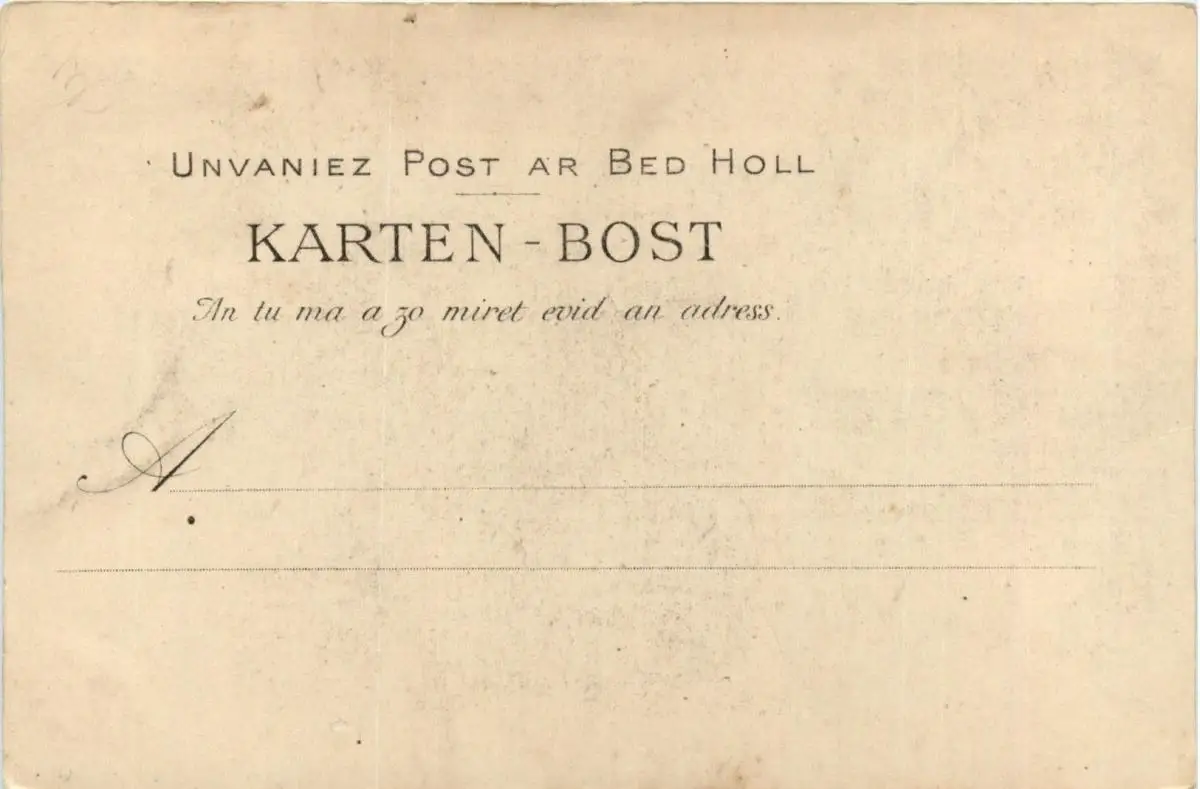 UNVANIEZ POST AR BED HOLL
KARTEN-BOST
An tu ma a zo miret evid an adress.
A